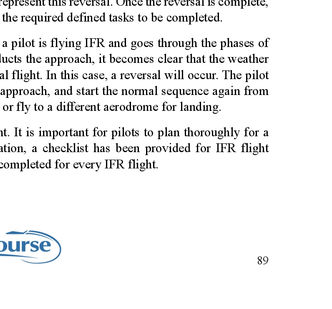 represent this reversal. Once the reversal is complete,
the required defined tasks to be completed.
a pilot is flying IFR and goes through the phases of
ducts the approach, it becomes clear that the weather
al flight. In this case, a reversal will occur. The pilot
approach, and start the normal sequence again from
or fly to a different aerodrome for landing.
nt. It is important for pilots to plan thoroughly for a
ation, a checklist has been provided for IFR flight
completed for every IFR flight.
ourse
89